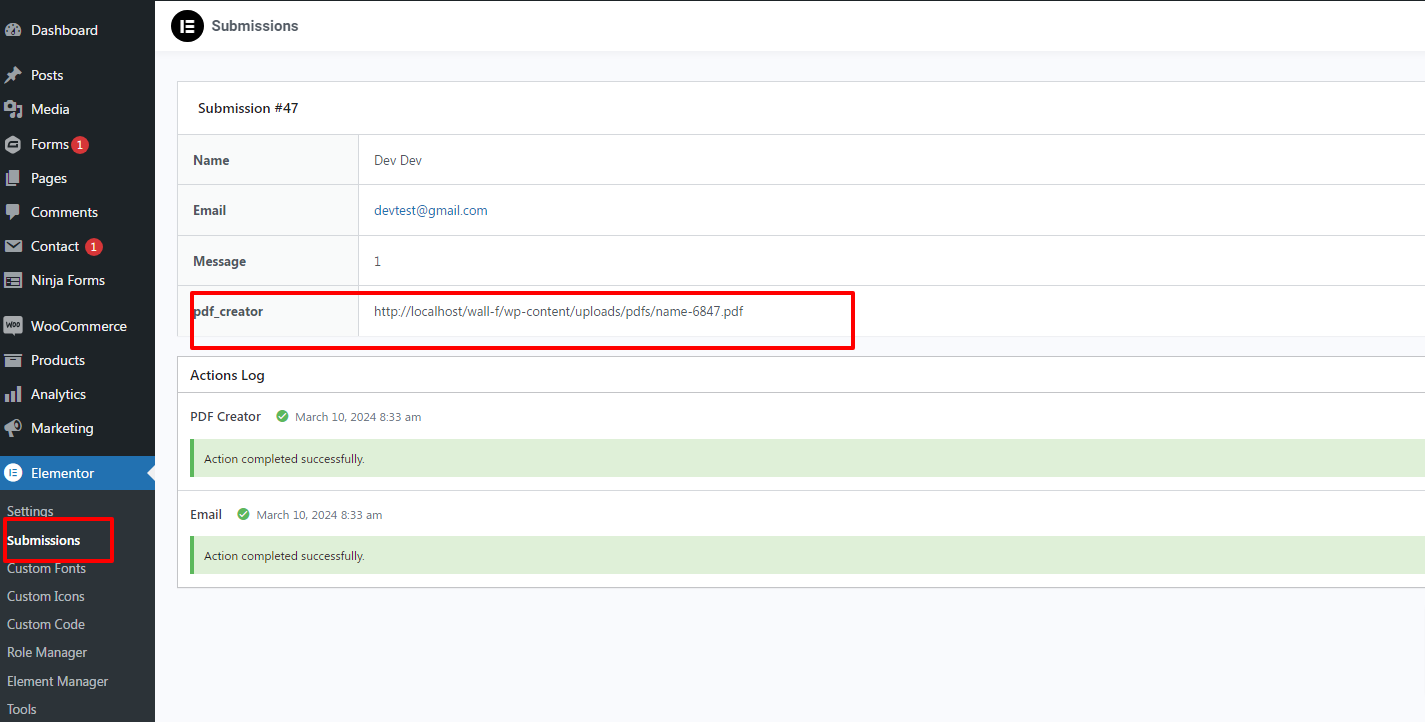 Dashboard
Posts
Media
Forms 1
Pages
Comments
Contact 1
Ninja Forms
WOO WooCommerce
Products
Analytics
Marketing
Elementor
Settings
Submissions
Custom Fonts
Custom Icons
Custom Code
Role Manager
Element Manager
Tools
Submissions
Submission #47
Name Dev Dev
Email devtest@gmail.com
Message 1
pdf_creator http://localhost/wall-f/wp-content/uploads/pdfs/name-6847.pdf
Actions Log
PDF Creator March 10, 2024 8:33 am
Action completed successfully.
Email March 10, 2024 8:33 am
Action completed successfully.